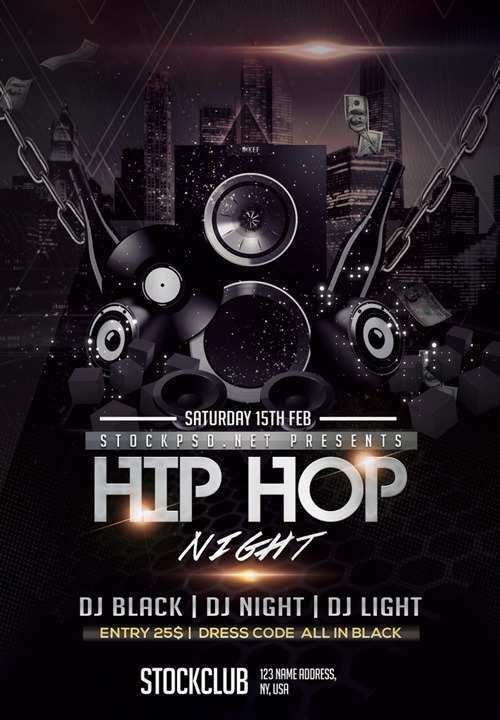 SATURDAY 15TH FEB
STOCKPSD.NET PRESENTS
HIP HOP
NIGHT
DJ BLACK | DJ NIGHT | DJ LIGHT
ENTRY 25$ | DRESS CODE ALL IN BLACK
STOCKCLUB
123 NAME ADDRESS,
NY, USA